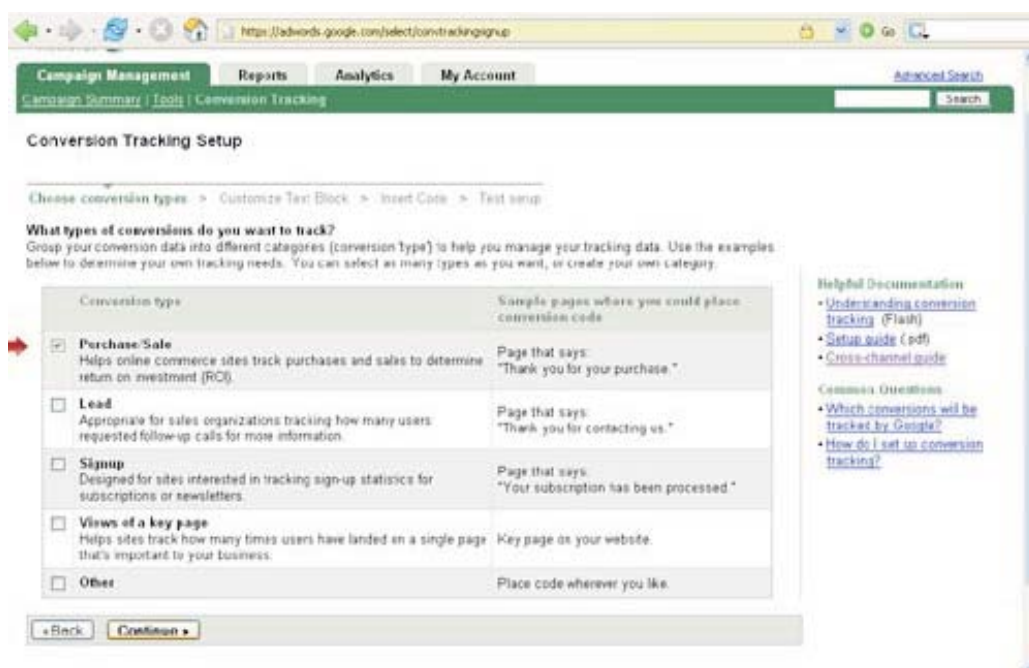 https://adwords.google.com/select/convtrackingsignup
Go
Campaign Management Reports Analytics My Account
Advanced Search
Campaign Summary | Tools | Conversion Tracking
Search
Conversion Tracking Setup
Choose conversion types > Customize Text Block > Insert Code > Test setup
What types of conversions do you want to track?
Group your conversion data into different categories (conversion 'type') to help you manage your tracking data. Use the examples
below to determine your own tracking needs. You can select as many types as you want, or create your own category.
Conversion type
Sample pages where you could place
conversion code
Purchase/Sale
Helps online commerce sites track purchases and sales to determine
return on investment (ROI).
Page that says:
"Thank you for your purchase."
Lead
Appropriate for sales organizations tracking how many users
requested follow-up calls for more information.
Page that says:
"Thank you for contacting us."
Signup
Designed for sites interested in tracking sign-up statistics for
subscriptions or newsletters.
Page that says:
"Your subscription has been processed."
Views of a key page
Helps sites track how many times users have landed on a single page
that's important to your business.
Key page on your website.
Other
Place code wherever you like.
« Back
Continue »
Helpful Documentation
• Understanding conversion
tracking (Flash)
• Setup guide (.pdf)
• Cross-channel guide
Common Questions
• Which conversions will be
tracked by Google?
• How do I set up conversion
tracking?